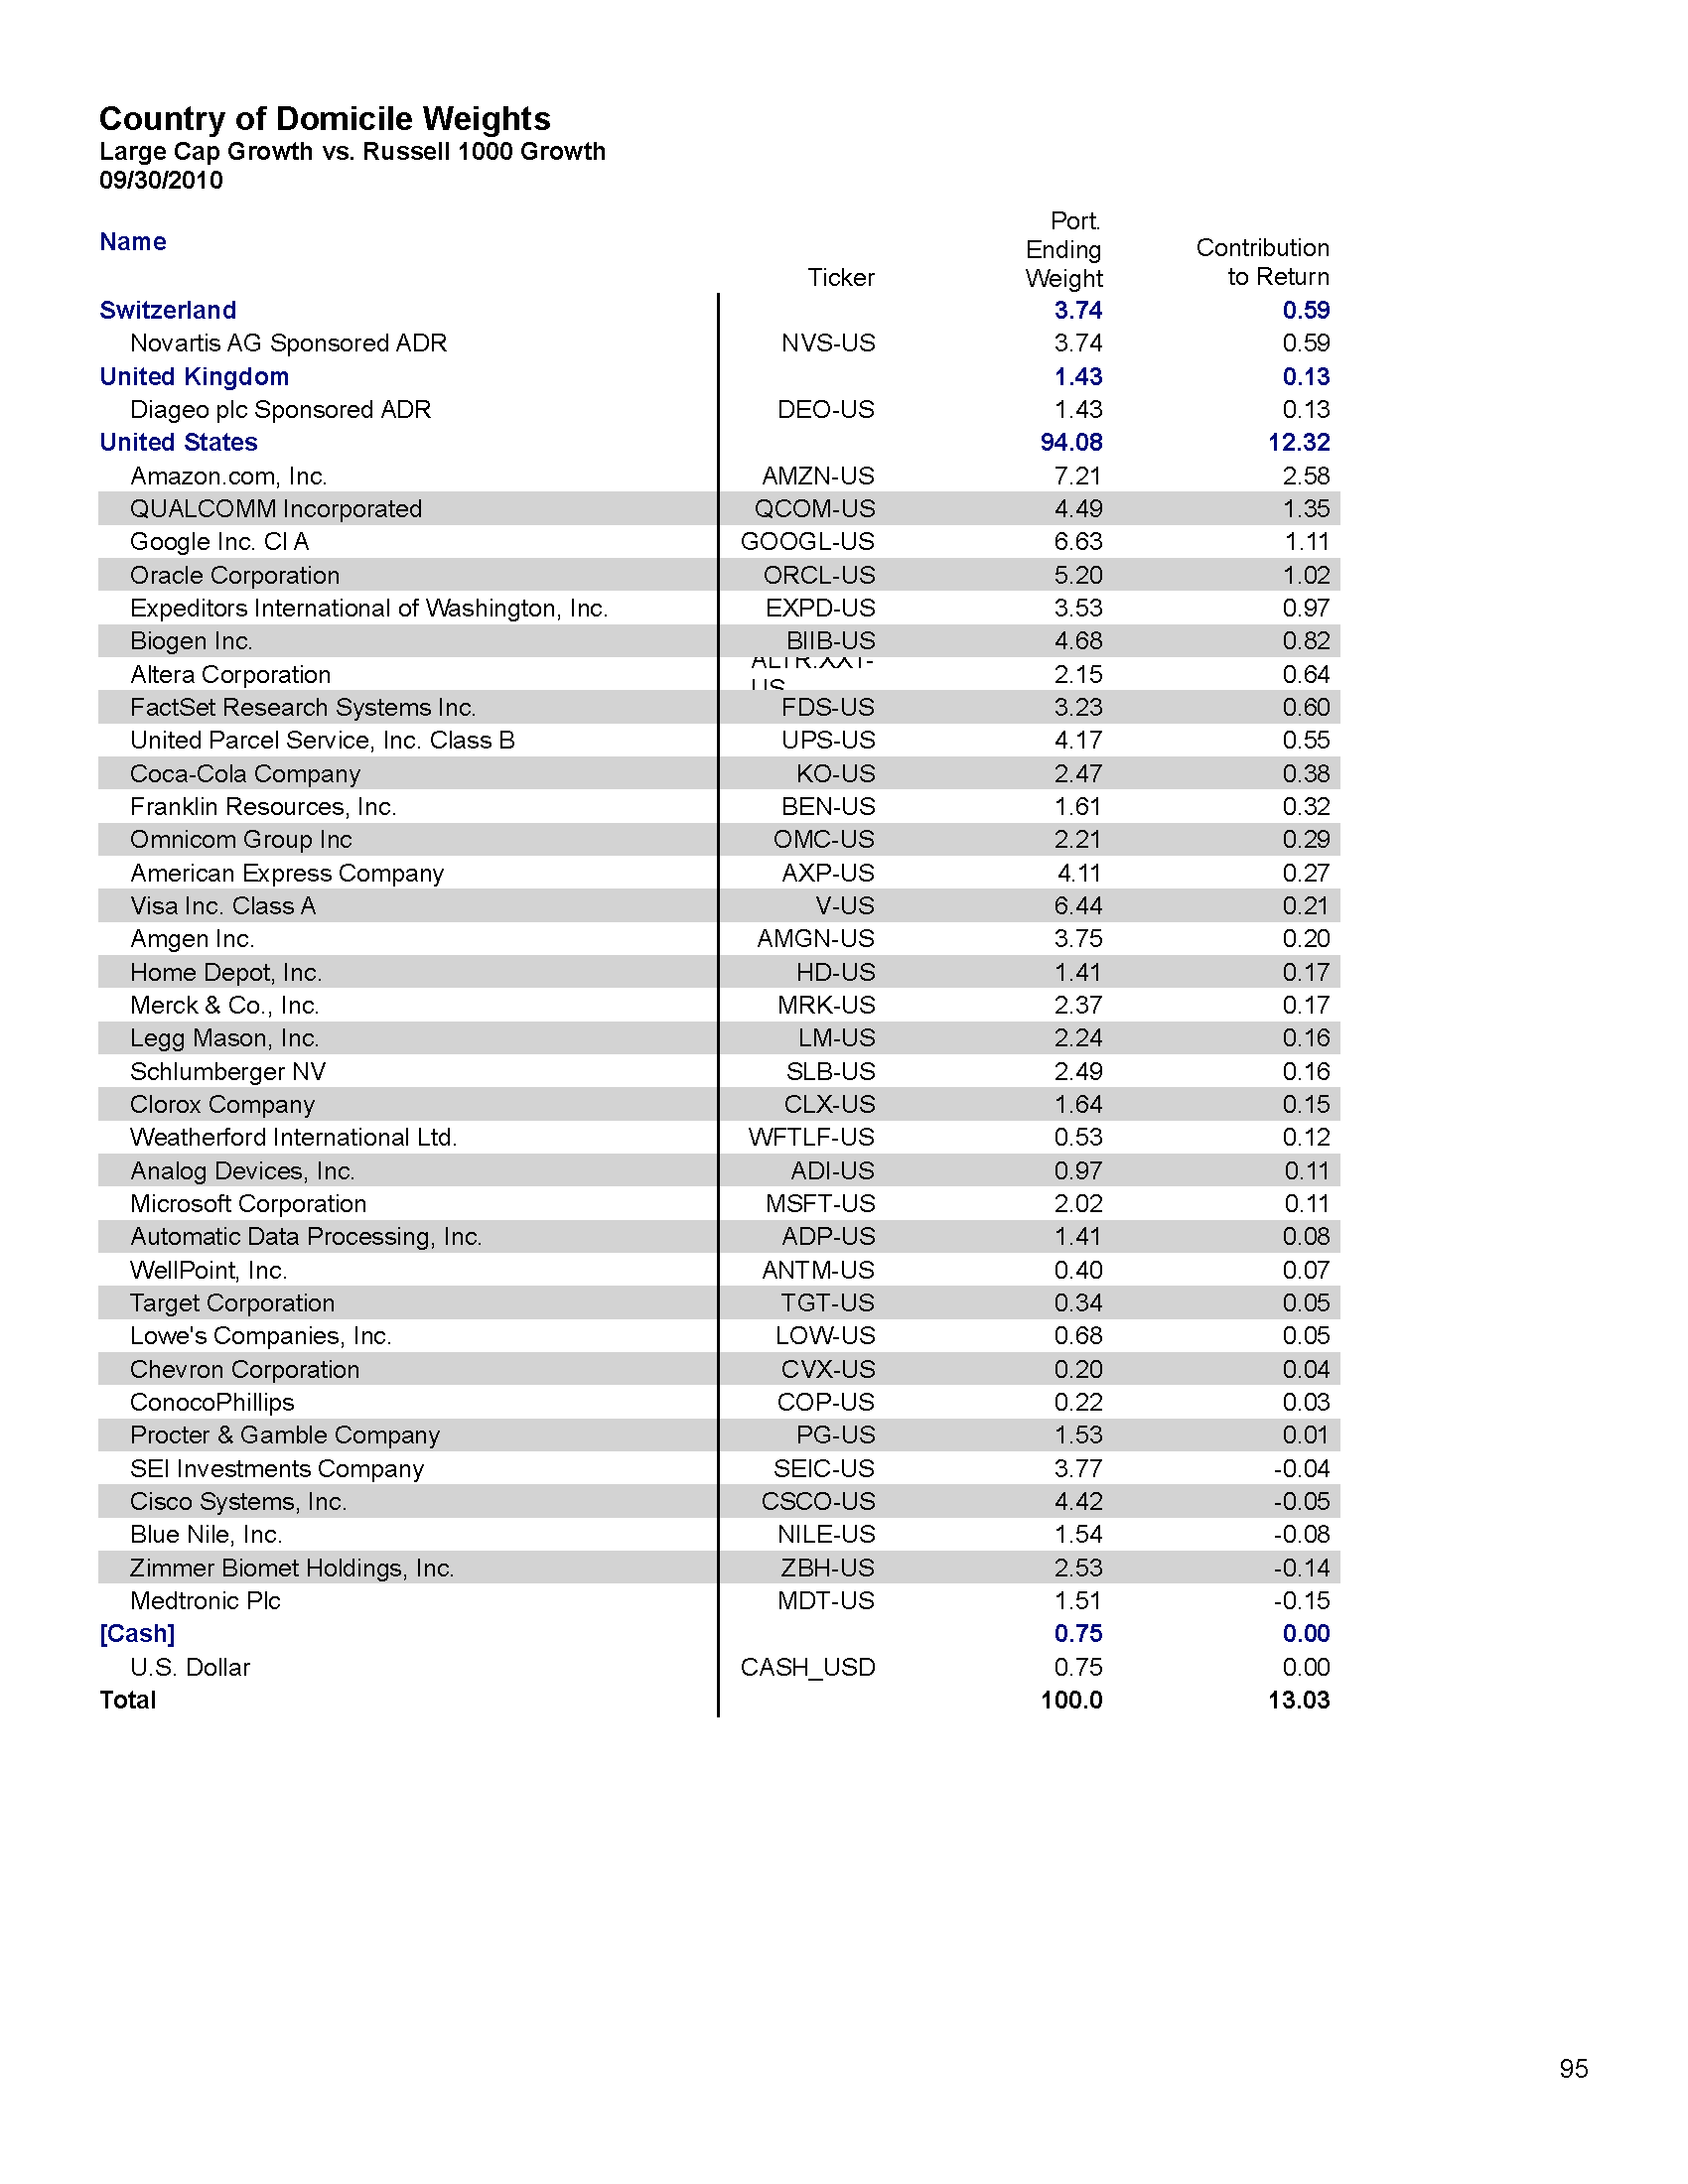 Country of Domicile Weights
Large Cap Growth vs. Russell 1000 Growth
09/30/2010
Name Ticker Port. Ending Weight Contribution to Return
Switzerland 3.74 0.59
Novartis AG Sponsored ADR NVS-US 3.74 0.59
United Kingdom 1.43 0.13
Diageo plc Sponsored ADR DEO-US 1.43 0.13
United States 94.08 12.32
Amazon.com, Inc. AMZN-US 7.21 2.58
QUALCOMM Incorporated QCOM-US 4.49 1.35
Google Inc. Cl A GOOGL-US 6.63 1.11
Oracle Corporation ORCL-US 5.20 1.02
Expeditors International of Washington, Inc. EXPD-US 3.53 0.97
Biogen Inc. BIIB-US 4.68 0.82
Altera Corporation 2.15 0.64
FactSet Research Systems Inc. FDS-US 3.23 0.60
United Parcel Service, Inc. Class B UPS-US 4.17 0.55
Coca-Cola Company KO-US 2.47 0.38
Franklin Resources, Inc. BEN-US 1.61 0.32
Omnicom Group Inc OMC-US 2.21 0.29
American Express Company AXP-US 4.11 0.27
Visa Inc. Class A V-US 6.44 0.21
Amgen Inc. AMGN-US 3.75 0.20
Home Depot, Inc. HD-US 1.41 0.17
Merck & Co., Inc. MRK-US 2.37 0.17
Legg Mason, Inc. LM-US 2.24 0.16
Schlumberger NV SLB-US 2.49 0.16
Clorox Company CLX-US 1.64 0.15
Weatherford International Ltd. WFTLF-US 0.53 0.12
Analog Devices, Inc. ADI-US 0.97 0.11
Microsoft Corporation MSFT-US 2.02 0.11
Automatic Data Processing, Inc. ADP-US 1.41 0.08
WellPoint, Inc. ANTM-US 0.40 0.07
Target Corporation TGT-US 0.34 0.05
Lowe's Companies, Inc. LOW-US 0.68 0.05
Chevron Corporation CVX-US 0.20 0.04
ConocoPhillips COP-US 0.22 0.03
Procter & Gamble Company PG-US 1.53 0.01
SEI Investments Company SEIC-US 3.77 -0.04
Cisco Systems, Inc. CSCO-US 4.42 -0.05
Blue Nile, Inc. NILE-US 1.54 -0.08
Zimmer Biomet Holdings, Inc. ZBH-US 2.53 -0.14
Medtronic Plc MDT-US 1.51 -0.15
[Cash] 0.75 0.00
U.S. Dollar CASH_USD 0.75 0.00
Total 100.0 13.03
95